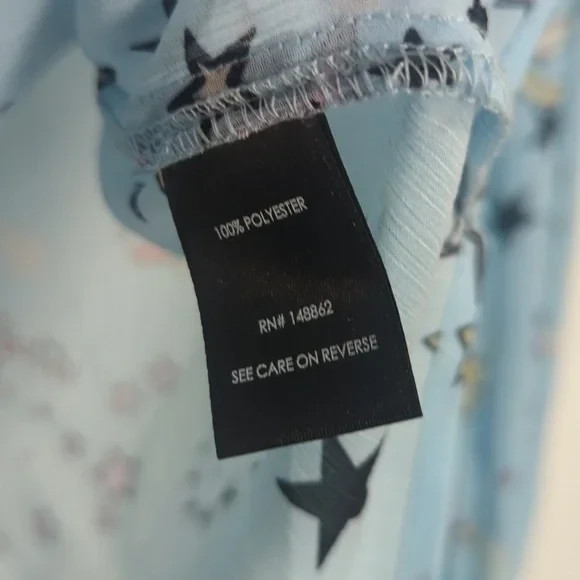 100% POLYESTER
RN# 148862
SEE CARE ON REVERSE